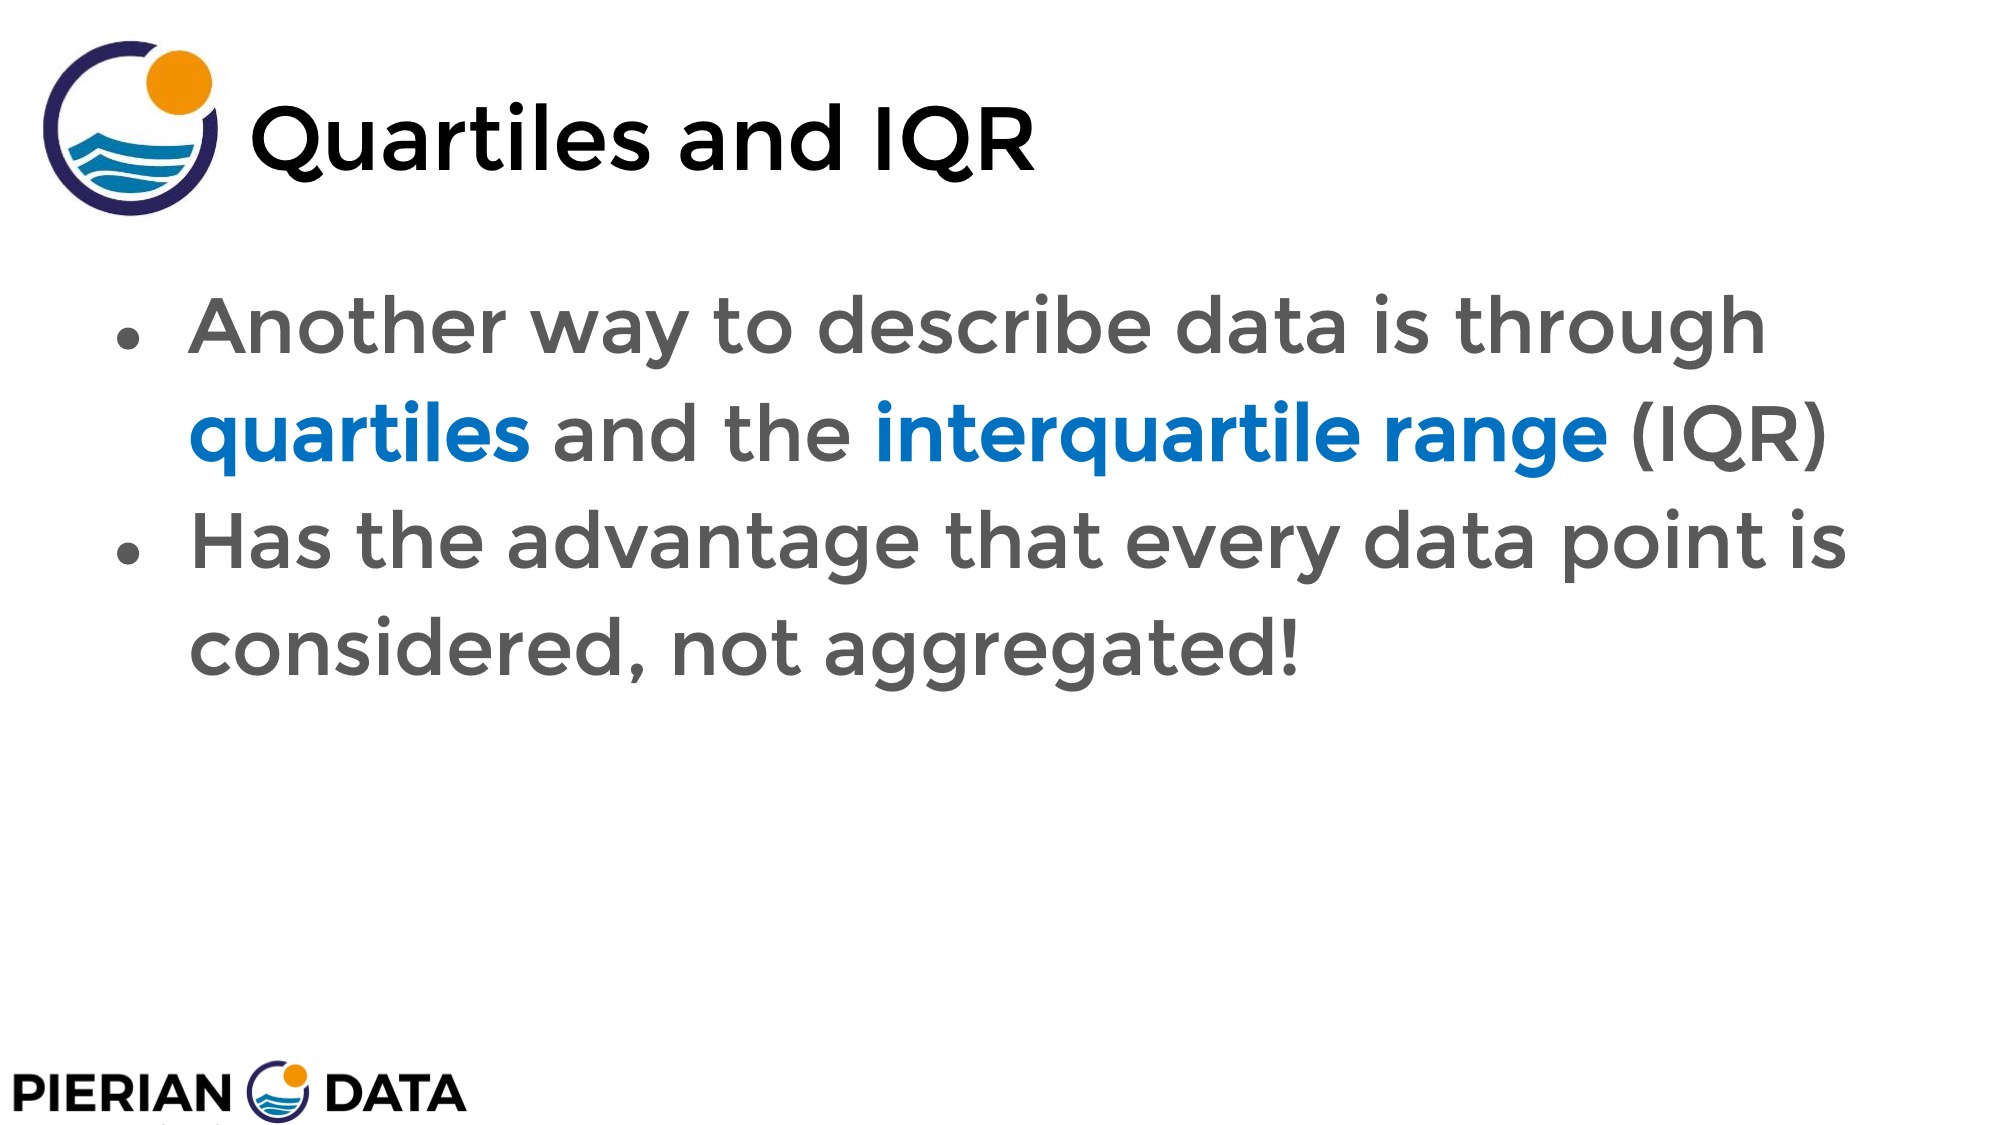 Quartiles and IQR
• Another way to describe data is through
quartiles and the interquartile range (IQR)
• Has the advantage that every data point is
considered, not aggregated!
PIERIAN DATA